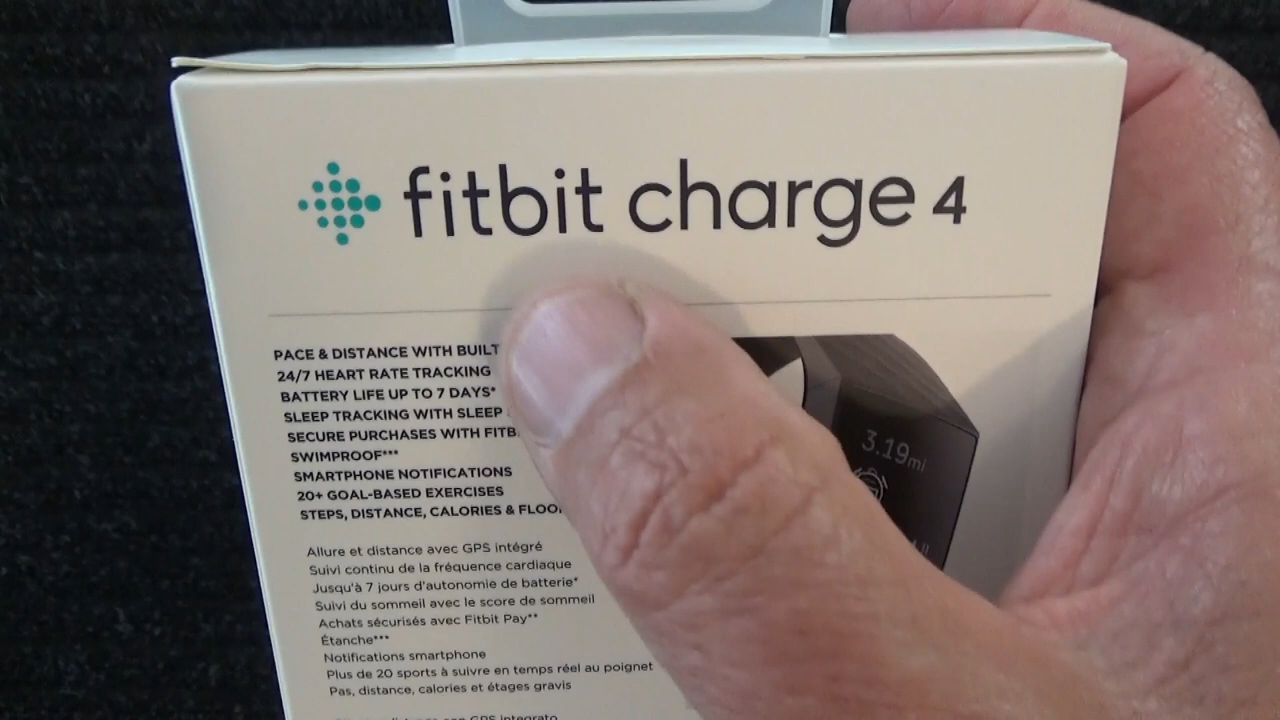 fitbit charge 4
PACE & DISTANCE WITH BUILT
24/7 HEART RATE TRACKING
BATTERY LIFE UP TO 7 DAYS*
SLEEP TRACKING WITH SLEEP
SECURE PURCHASES WITH
SWIMPROOF***
SMARTPHONE NOTIFICATIONS
20+ GOAL-BASED EXERCISES
STEPS, DISTANCE, CALORIES &
3.19mi
Allure et distance avec GPS intégré
Suivi continu de la fréquence cardiaque
Jusqu'à 7 jours d'autonomie de batterie*
Suivi du sommeil avec le score de sommeil
Achats sécurisés avec Fitbit Pay**
Étanche***
Notifications smartphone
Plus de 20 sports à suivre en temps réel au poignet
Pas, distance, calories et étages gravis
con GPS integrato